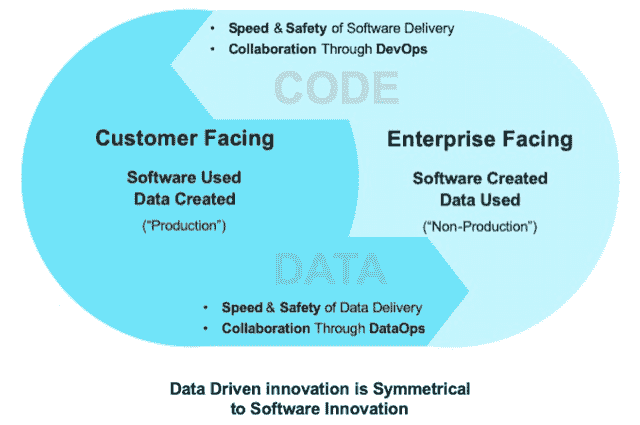 • Speed & Safety of Software Delivery
• Collaboration Through DevOps
CODE
Customer Facing
Software Used
Data Created
(“Production”)
Enterprise Facing
Software Created
Data Used
(“Non-Production”)
DATA
• Speed & Safety of Data Delivery
• Collaboration Through DataOps
Data Driven innovation is Symmetrical
to Software Innovation